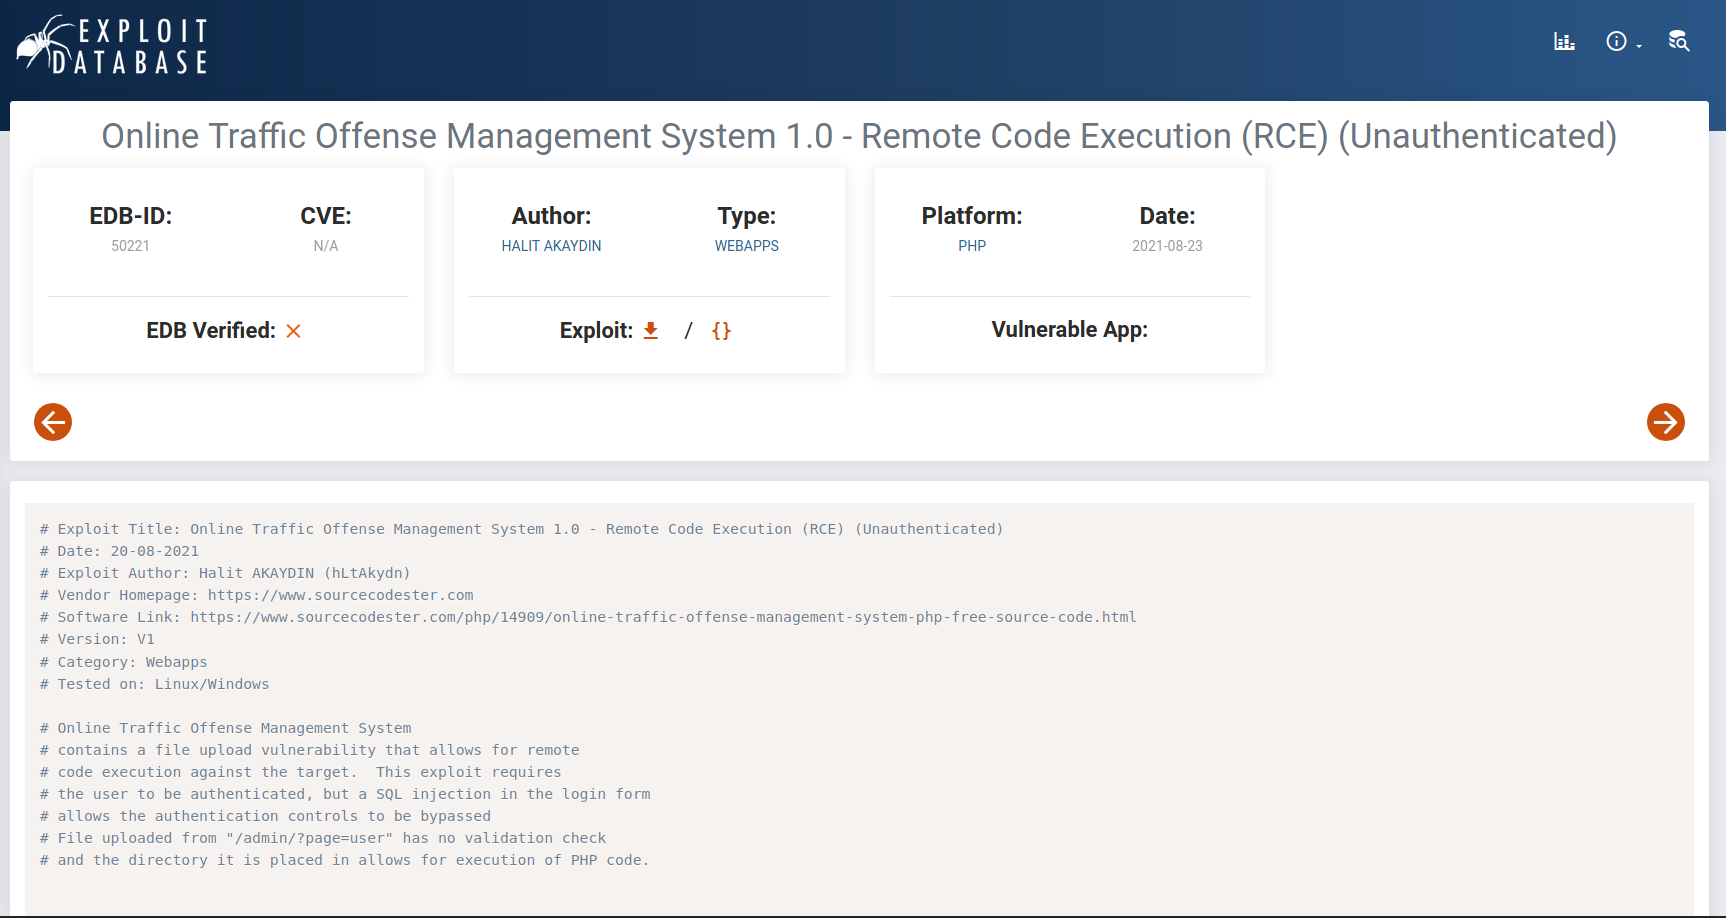 EXPLOIT
DATABASE
Online Traffic Offense Management System 1.0 - Remote Code Execution (RCE) (Unauthenticated)
EDB-ID:
50221
CVE:
N/A
EDB Verified:
Author:
HALIT AKAYDIN
Type:
WEBAPPS
Exploit: / {}
Platform:
PHP
Date:
2021-08-23
Vulnerable App:
# Exploit Title: Online Traffic Offense Management System 1.0 - Remote Code Execution (RCE) (Unauthenticated)
# Date: 20-08-2021
# Exploit Author: Halit AKAYDIN (hLtAkydn)
# Vendor Homepage: https://www.sourcecodester.com
# Software Link: https://www.sourcecodester.com/php/14909/online-traffic-offense-management-system-php-free-source-code.html
# Version: V1
# Category: Webapps
# Tested on: Linux/Windows
# Online Traffic Offense Management System
# contains a file upload vulnerability that allows for remote
# code execution against the target.  This exploit requires
# the user to be authenticated, but a SQL injection in the login form
# allows the authentication controls to be bypassed
# File uploaded from "/admin/?page=user" has no validation check
# and the directory it is placed in allows for execution of PHP code.